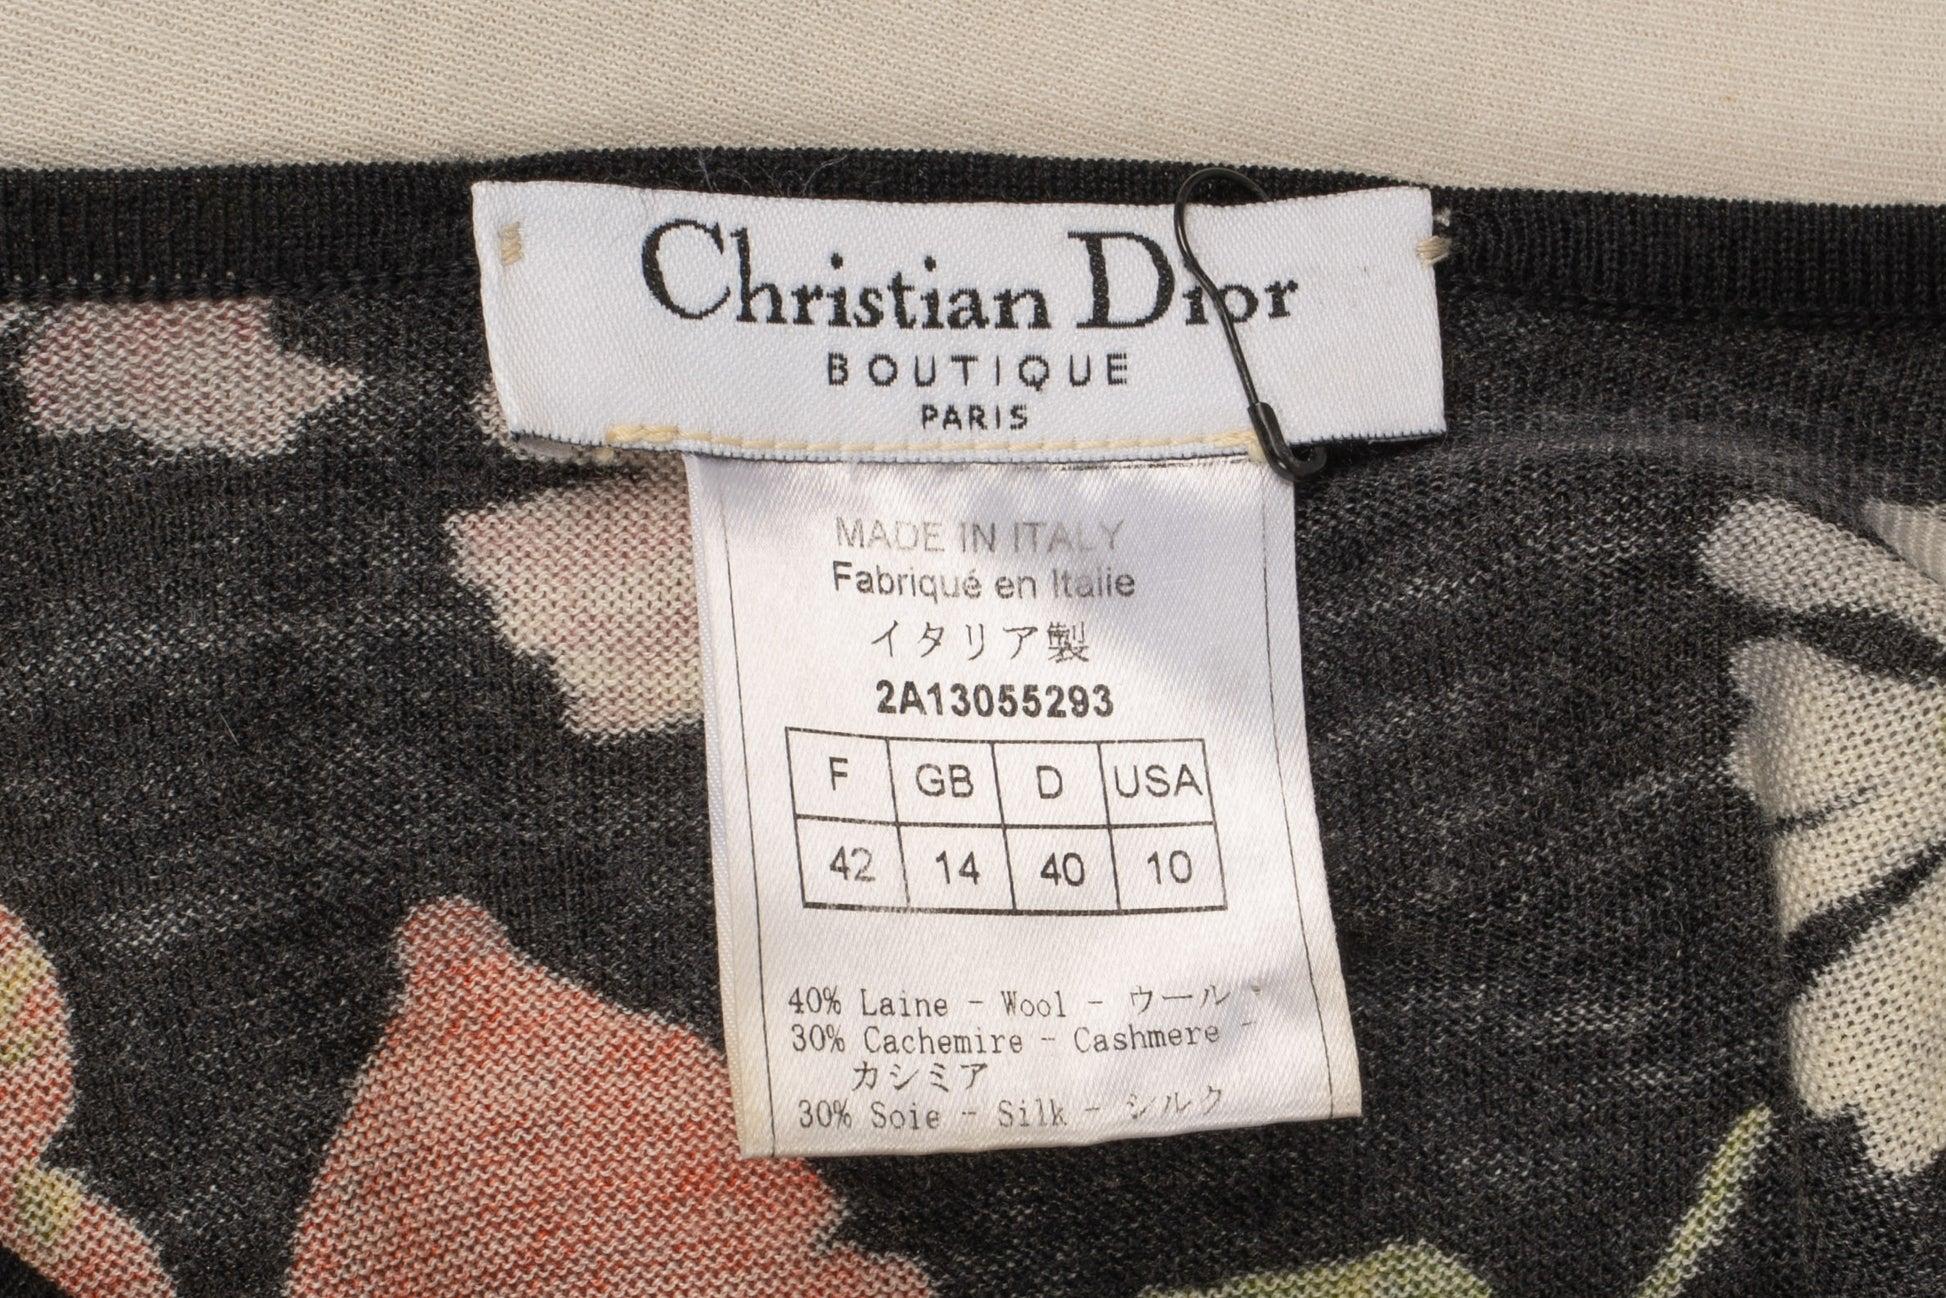 Christian Dior
BOUTIQUE
PARIS
MADE IN ITALY
Fabriqué en Italie
イタリア製
2A13055293
F GB D USA
42 14 40 10
40% Laine - Wool - ウール -
30% Cachemire - Cashmere -
カシミア
30% Soie - Silk - シルク